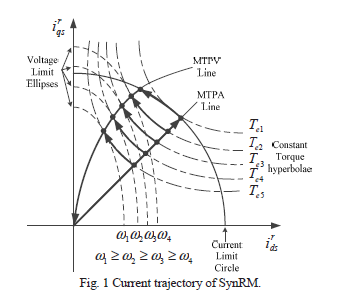 i^r_qs
Voltage
Limit
Ellipses
MTPV
Line
MTPA
Line
T_e1
T_e2
T_e3
T_e4
T_e5
Constant
Torque
hyperbolae
ω₁ω₂ω₃ω₄
ω₁ ≥ ω₂ ≥ ω₃ ≥ ω₄
Current
Limit
Circle
i^r_ds
Fig. 1 Current trajectory of SynRM.